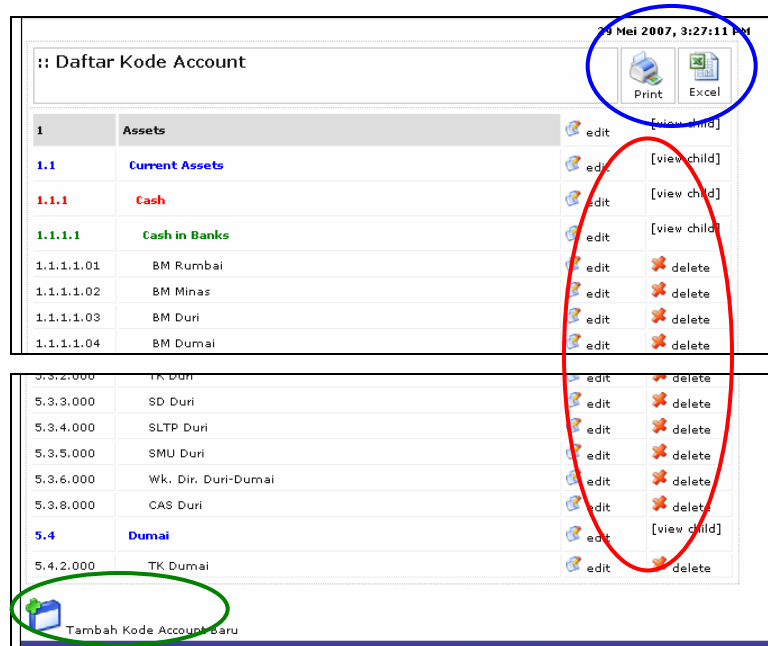 29 Mei 2007, 3:27:11 PM
:: Daftar Kode Account
Print Excel
1 Assets edit [view child]
1.1 Current Assets edit [view child]
1.1.1 Cash edit [view child]
1.1.1.1 Cash in Banks edit [view child]
1.1.1.1.01 BM Rumbai edit delete
1.1.1.1.02 BM Minas edit delete
1.1.1.1.03 BM Duri edit delete
1.1.1.1.04 BM Dumai edit delete
5.3.2.000 TK Duri edit delete
5.3.3.000 SD Duri edit delete
5.3.4.000 SLTP Duri edit delete
5.3.5.000 SMU Duri edit delete
5.3.6.000 Wk. Dir. Duri-Dumai edit delete
5.3.8.000 CAS Duri edit delete
5.4 Dumai edit [view child]
5.4.2.000 TK Dumai edit delete
Tambah Kode Account Baru